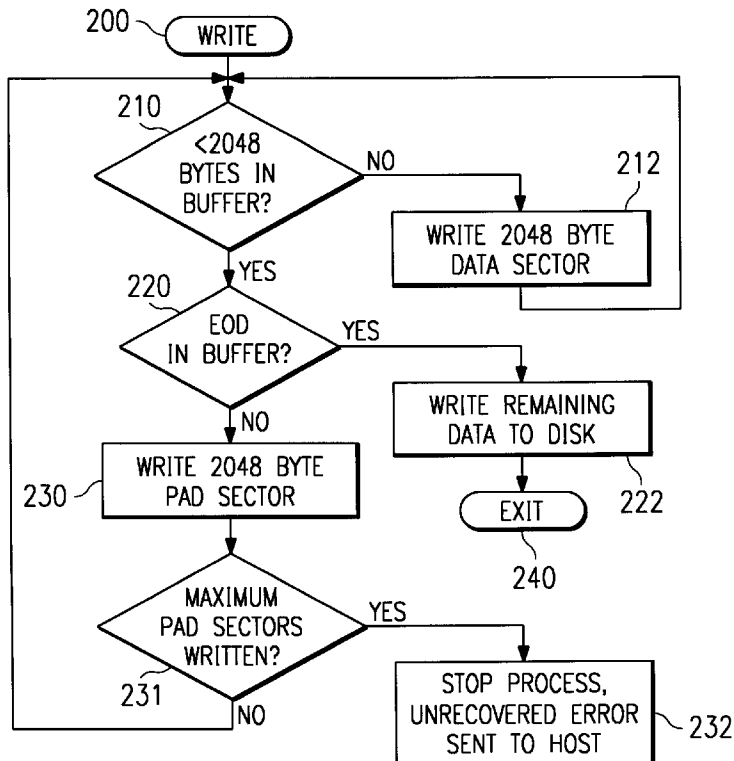 200
WRITE
210
<2048
BYTES IN
BUFFER?
NO
212
WRITE 2048 BYTE
DATA SECTOR
YES
220
EOD
IN BUFFER?
YES
NO
WRITE REMAINING
DATA TO DISK
222
WRITE 2048 BYTE
PAD SECTOR
230
EXIT
240
MAXIMUM
PAD SECTORS
WRITTEN?
YES
231
NO
STOP PROCESS,
UNRECOVERED ERROR
SENT TO HOST
232